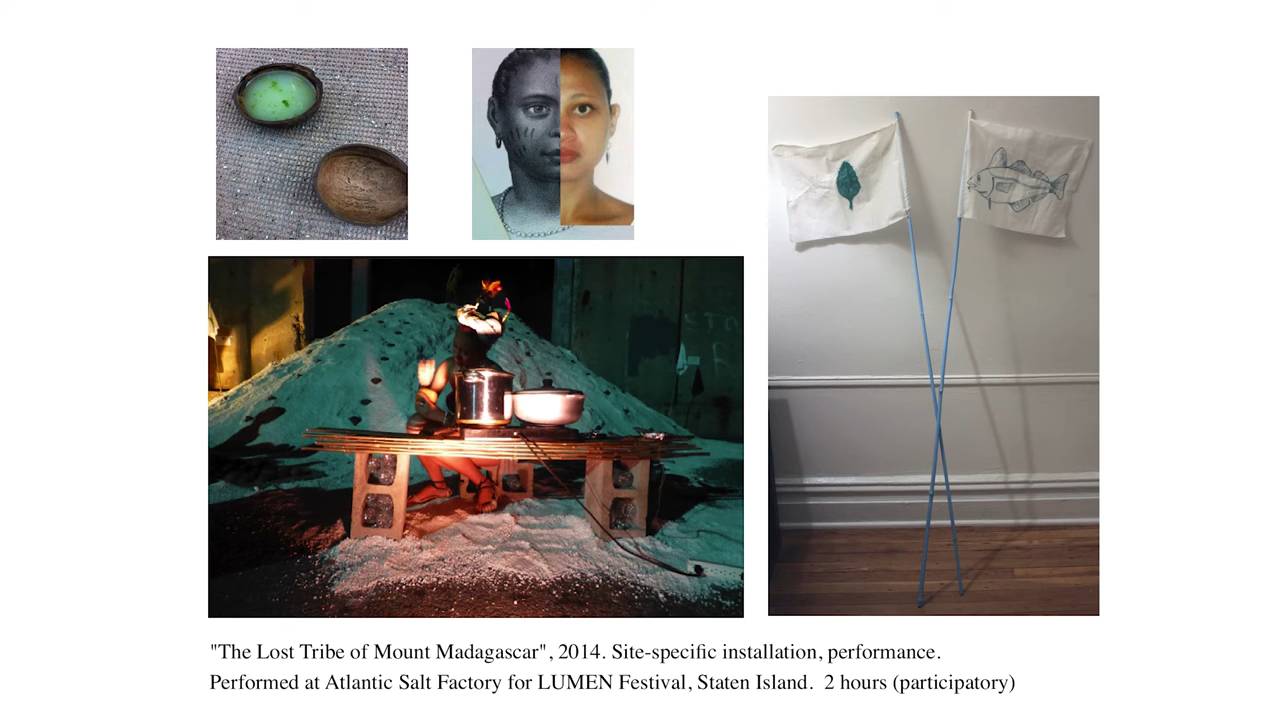 "The Lost Tribe of Mount Madagascar", 2014. Site-specific installation, performance.
Performed at Atlantic Salt Factory for LUMEN Festival, Staten Island.  2 hours (participatory)